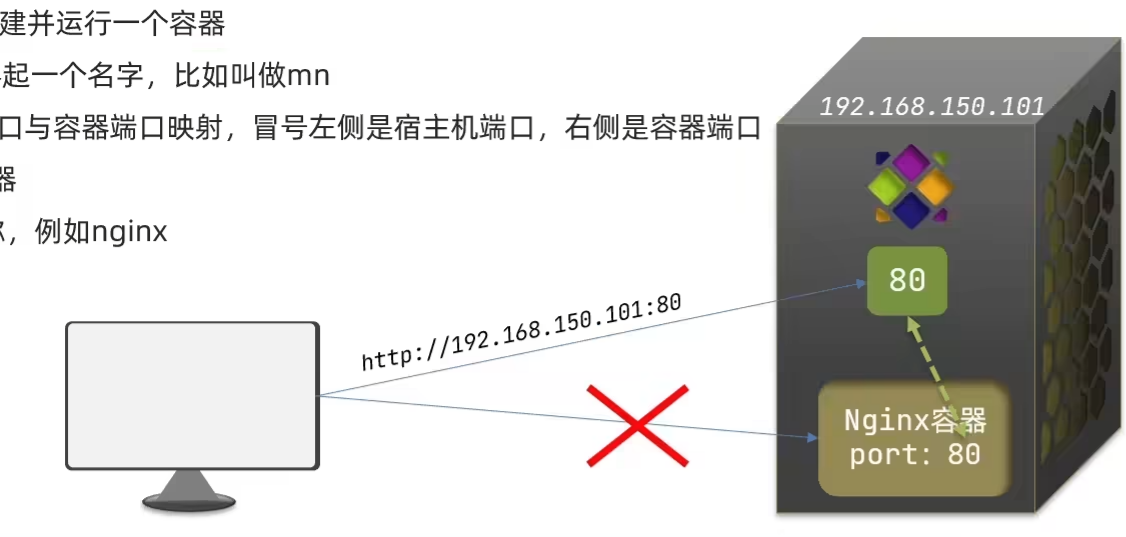 建并运行一个容器
起一个名字，比如叫做mn
口与容器端口映射，冒号左侧是宿主机端口，右侧是容器端口
器
，例如nginx
192.168.150.101
80
http://192.168.150.101:80
Nginx容器
port: 80